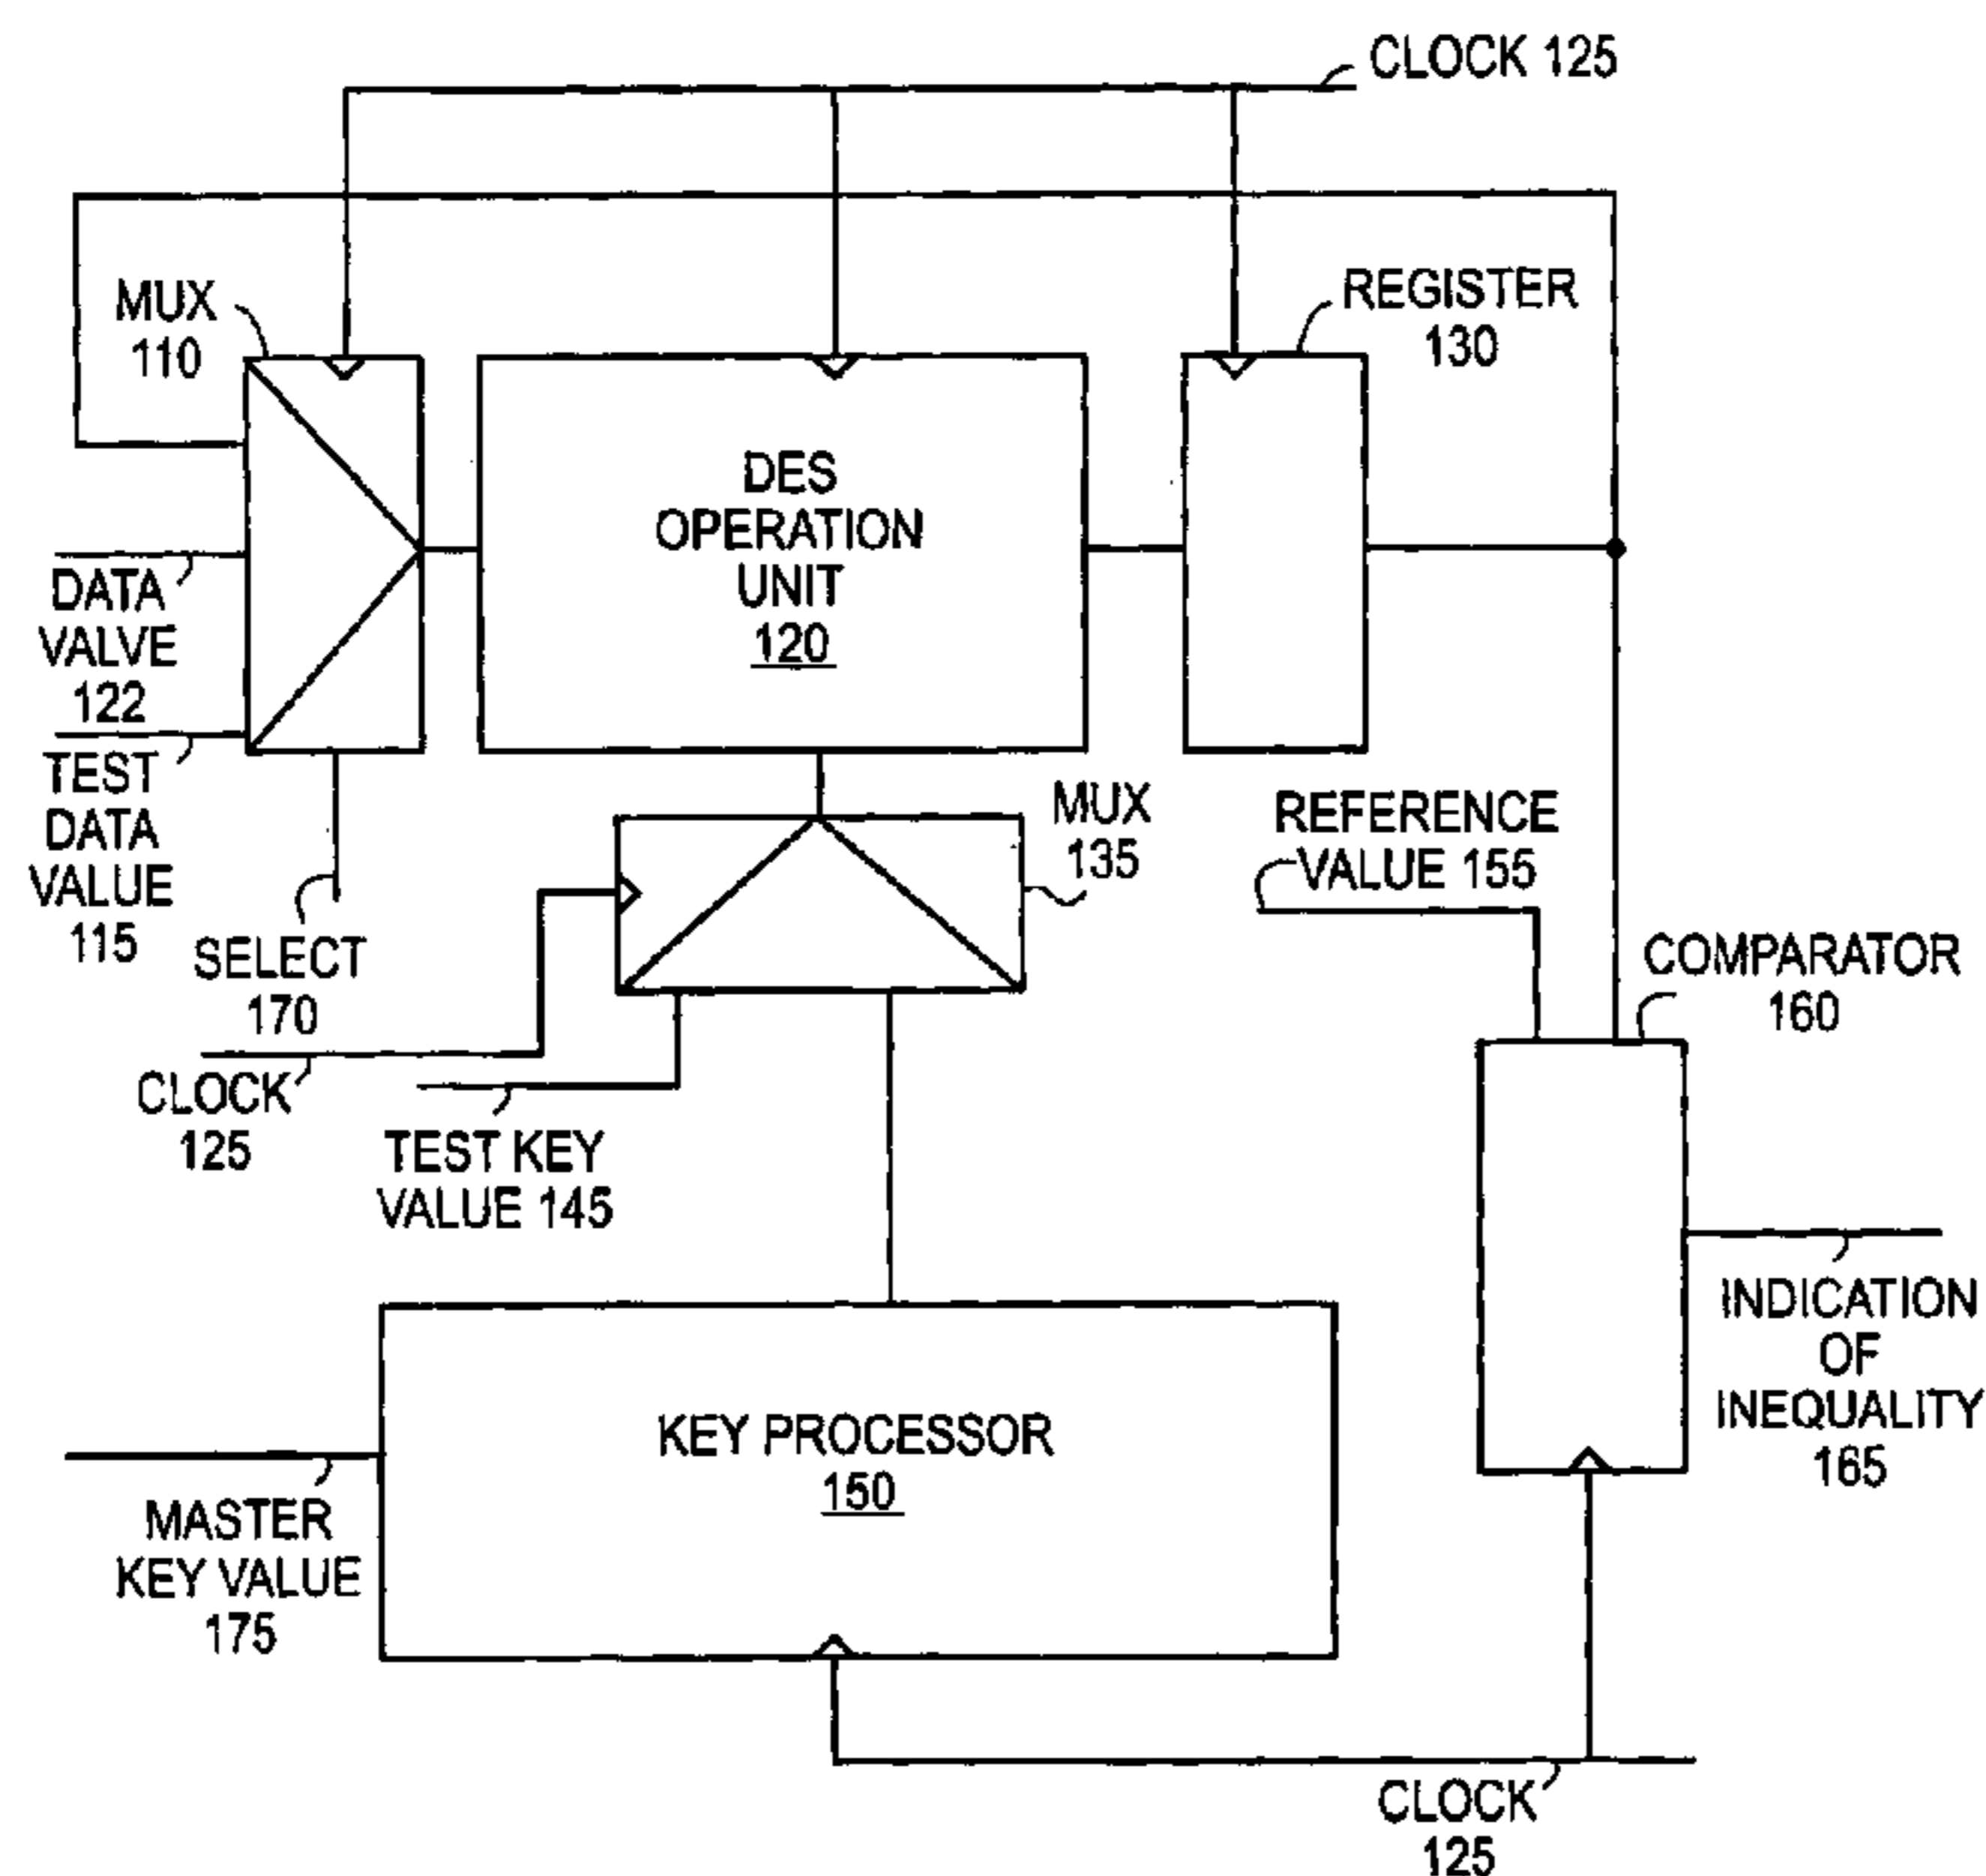 CLOCK 125
MUX
110
REGISTER
130
DES
OPERATION
UNIT
120
DATA
VALVE
122
TEST
DATA
VALUE
115
SELECT
170
MUX
135
REFERENCE
VALUE 155
COMPARATOR
160
CLOCK
125
TEST KEY
VALUE 145
INDICATION
OF
INEQUALITY
165
KEY PROCESSOR
150
MASTER
KEY VALUE
175
CLOCK
125